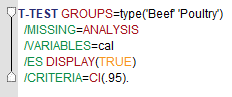 T-TEST GROUPS=type('Beef' 'Poultry')
/MISSING=ANALYSIS
/VARIABLES=cal
/ES DISPLAY(TRUE)
/CRITERIA=CI(.95).